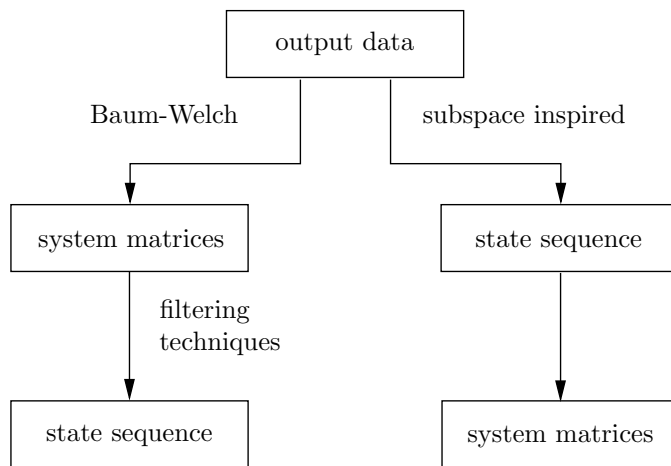 output data
Baum-Welch
subspace inspired
system matrices
state sequence
filtering
techniques
state sequence
system matrices